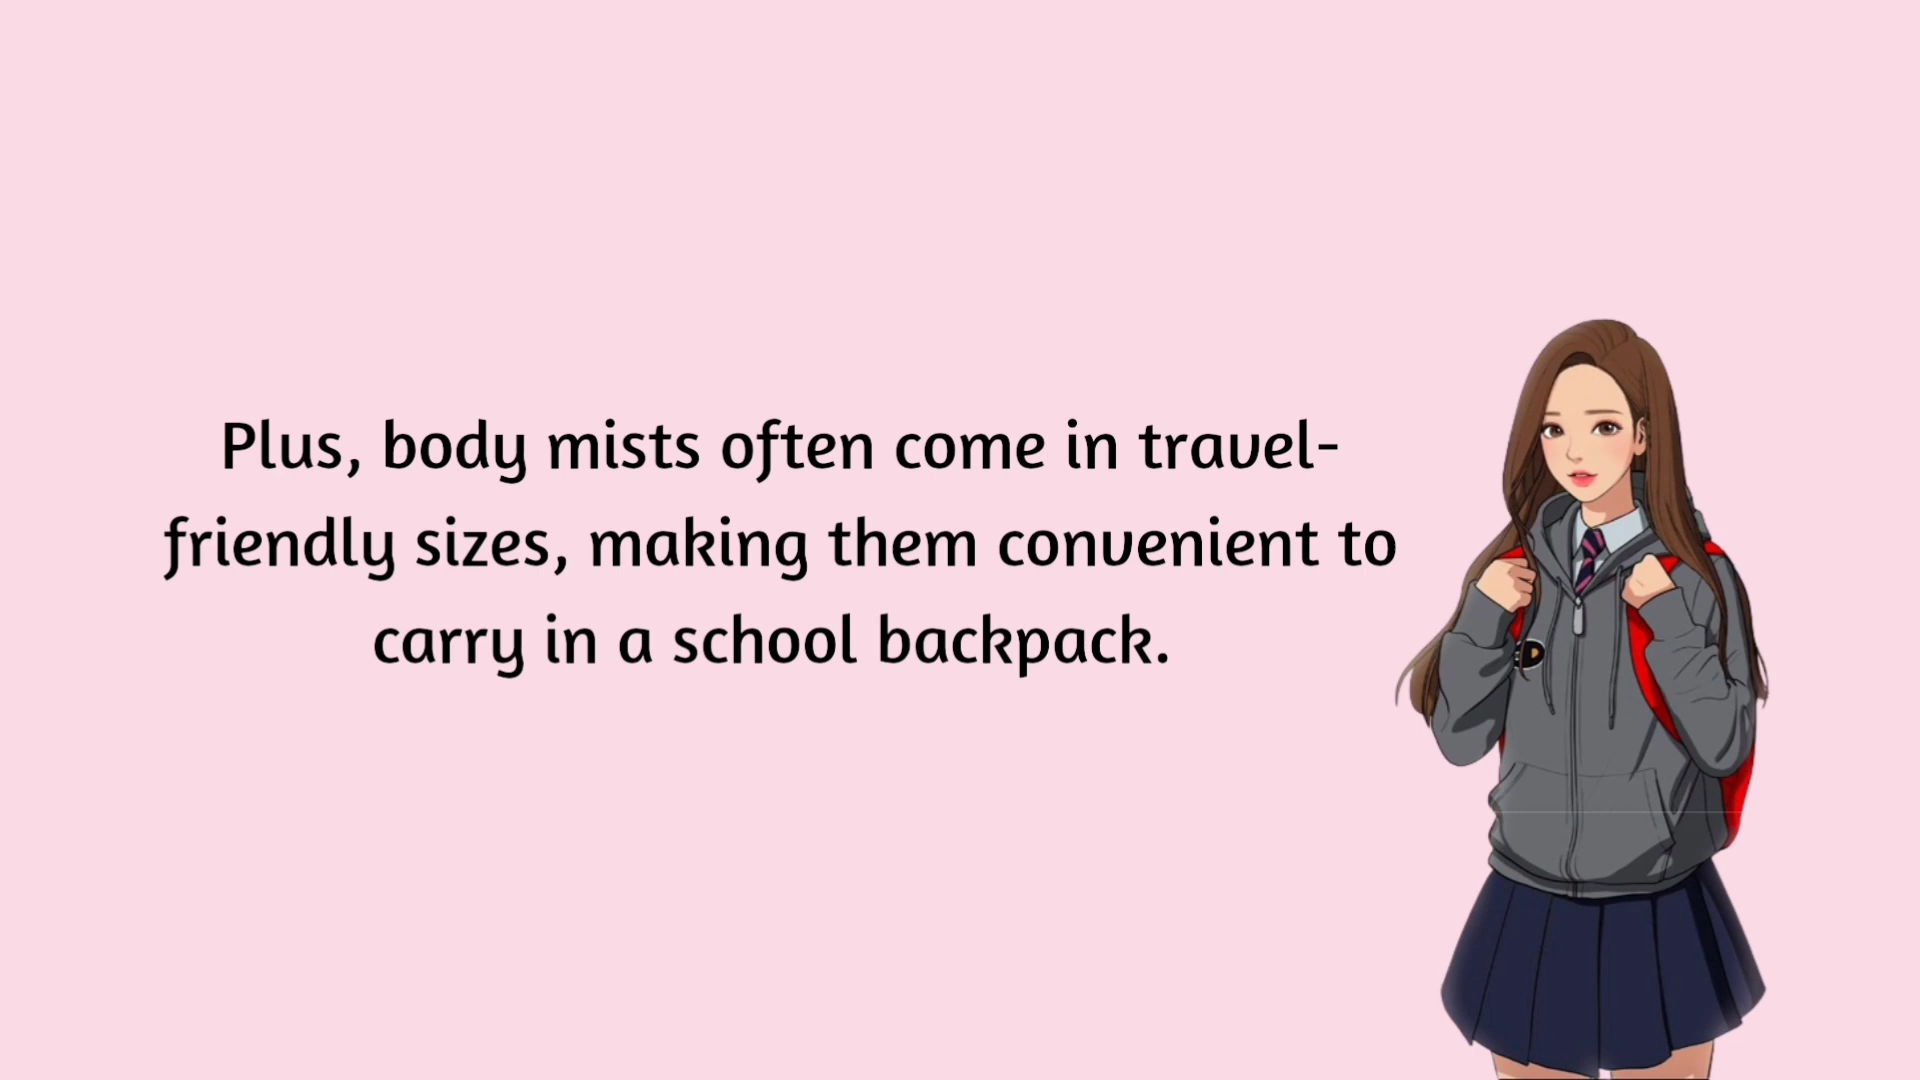 Plus, body mists often come in travel-
friendly sizes, making them convenient to
carry in a school backpack.